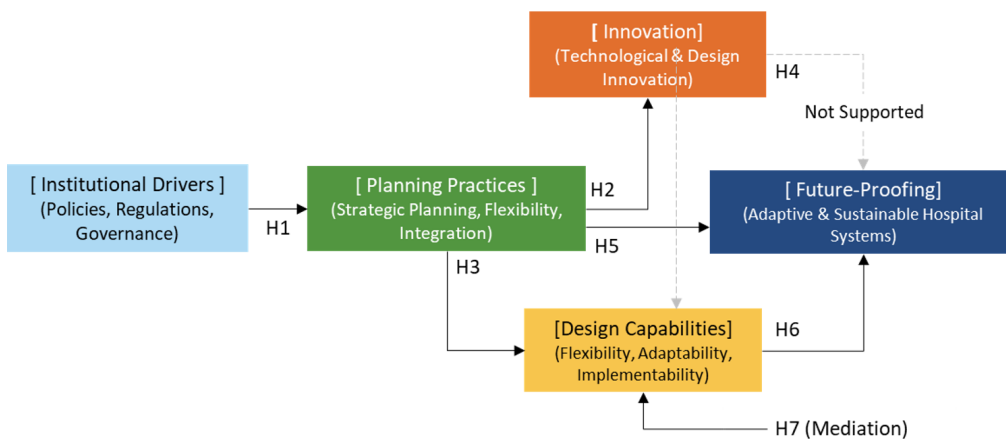 [ Innovation]
(Technological & Design
Innovation)
H4
Not Supported
[ Institutional Drivers ]
(Policies, Regulations,
Governance)
H1
[ Planning Practices ]
(Strategic Planning, Flexibility,
Integration)
H2
H5
H3
[ Future-Proofing]
(Adaptive & Sustainable Hospital
Systems)
[Design Capabilities]
(Flexibility, Adaptability,
Implementability)
H6
H7 (Mediation)